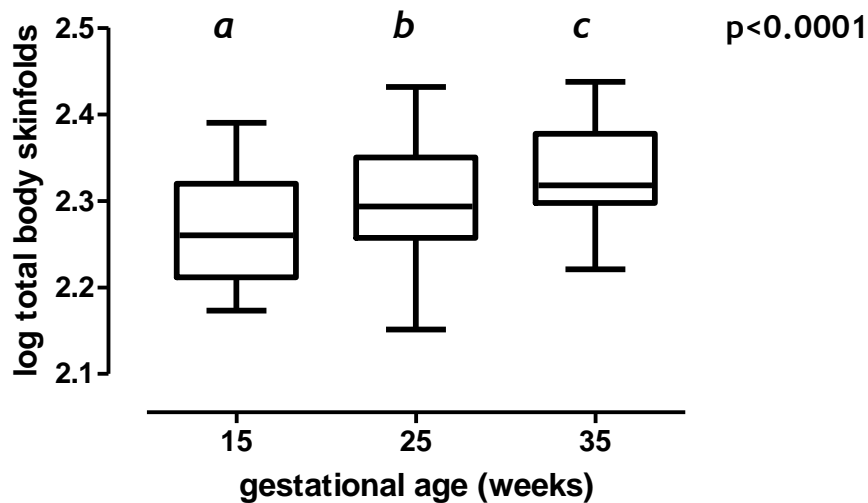 a b c p<0.0001
log total body skinfolds
2.5
2.4
2.3
2.2
2.1
15 25 35
gestational age (weeks)